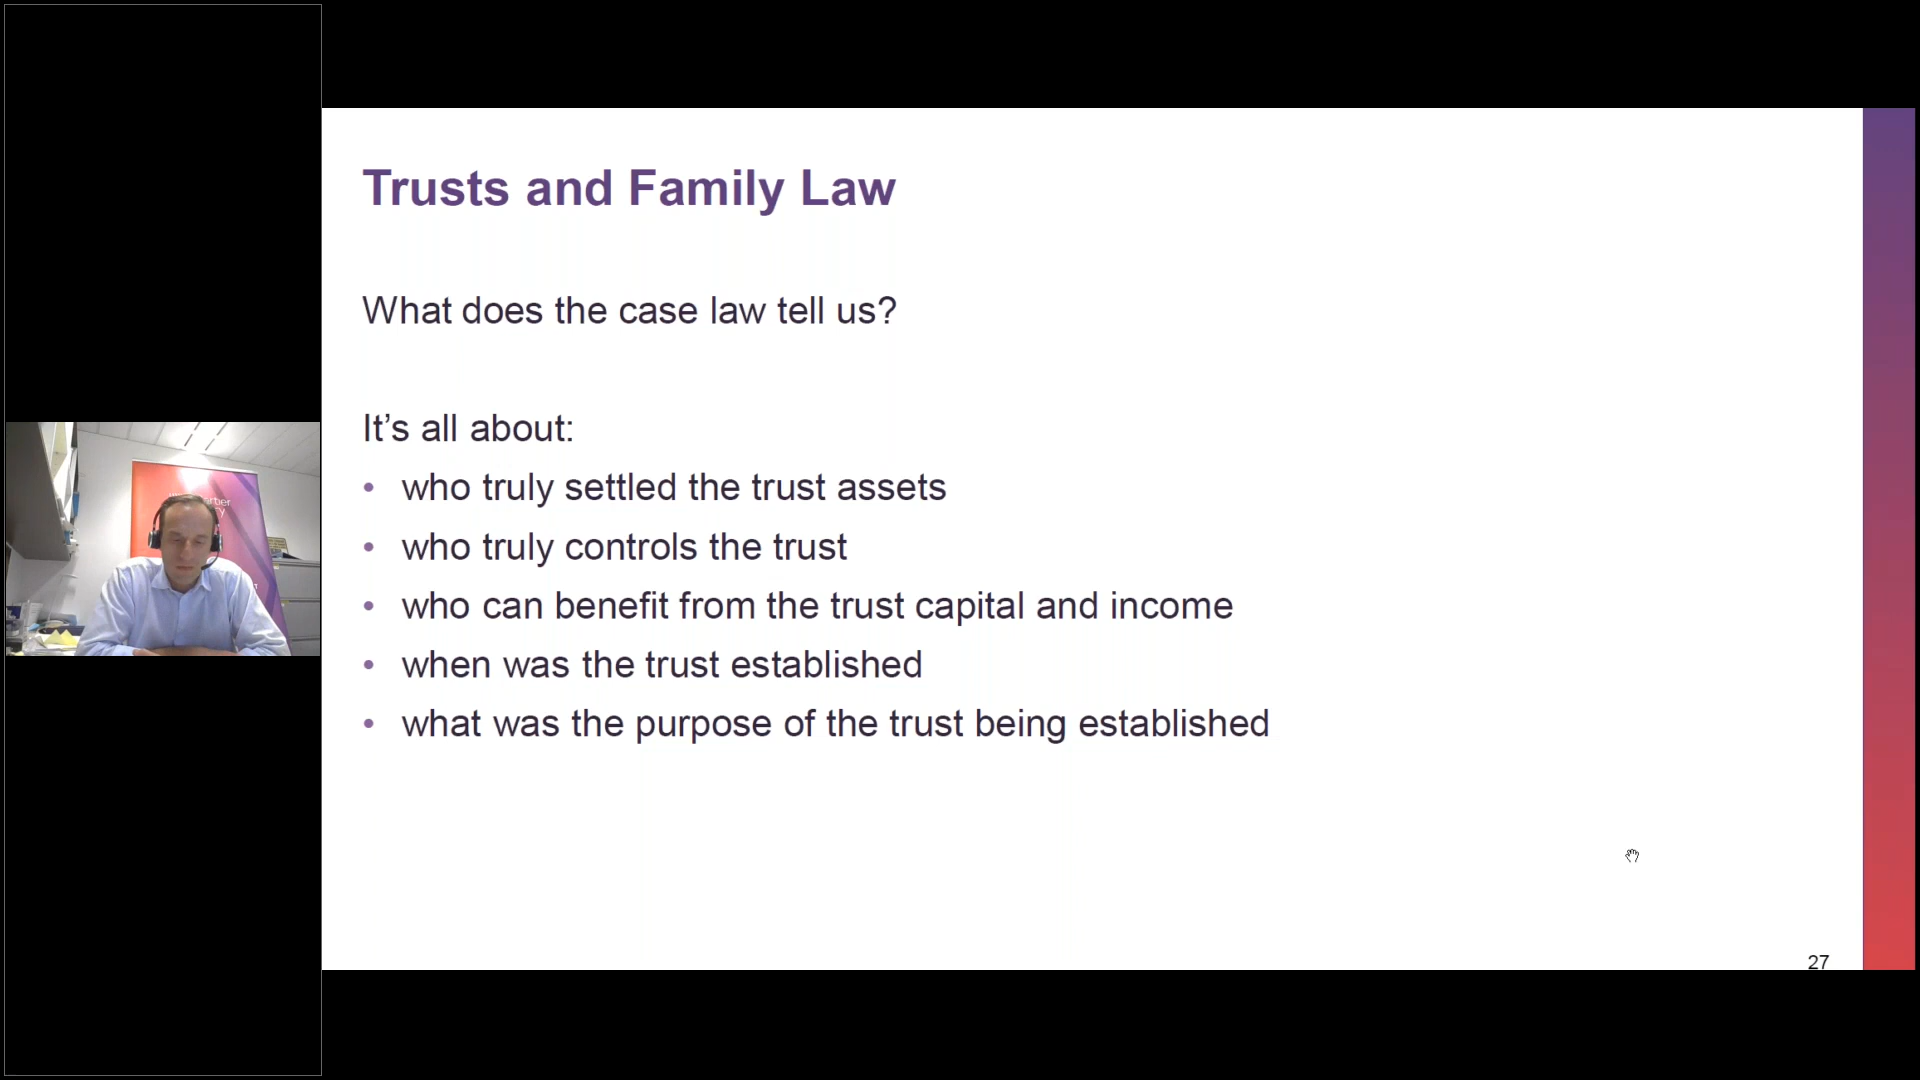 Trusts and Family Law
What does the case law tell us?
It’s all about:
• who truly settled the trust assets
• who truly controls the trust
• who can benefit from the trust capital and income
• when was the trust established
• what was the purpose of the trust being established
27